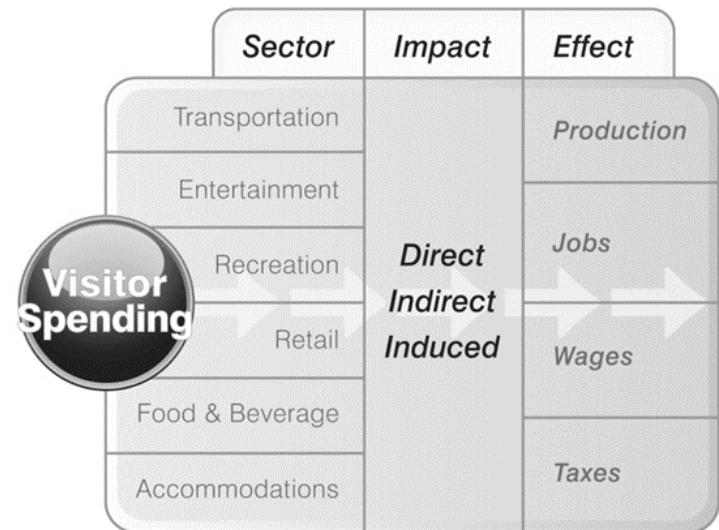 Sector
Impact
Effect
Visitor
Spending
Transportation
Entertainment
Recreation
Retail
Food & Beverage
Accommodations
Direct
Indirect
Induced
Production
Jobs
Wages
Taxes